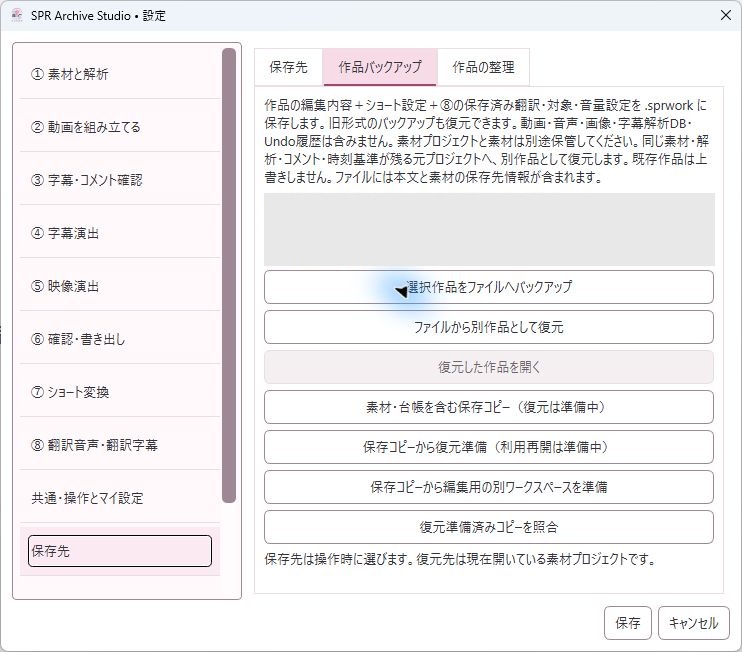 SPR Archive Studio • 設定
① 素材と解析
② 動画を組み立てる
③ 字幕・コメント確認
④ 字幕演出
⑤ 映像演出
⑥ 確認・書き出し
⑦ ショート変換
⑧ 翻訳音声・翻訳字幕
共通・操作とマイ設定
保存先
保存先
作品バックアップ
作品の整理
作品の編集内容＋ショート設定＋⑧の保存済み翻訳・対象・音量設定を .sprwork に
保存します。旧形式のバックアップも復元できます。動画・音声・画像・字幕解析DB・
Undo履歴は含みません。素材プロジェクトと素材は別途保管してください。同じ素材・解
析・コメント・時刻基準が残る元プロジェクトへ、別作品として復元します。既存作品は上
書きしません。ファイルには本文と素材の保存先情報が含まれます。
選択作品をファイルへバックアップ
ファイルから別作品として復元
復元した作品を開く
素材・台帳を含む保存コピー（復元は準備中）
保存コピーから復元準備（利用再開は準備中）
保存コピーから編集用の別ワークスペースを準備
復元準備済みコピーを照合
保存先は操作時に選びます。復元先は現在開いている素材プロジェクトです。
保存
キャンセル